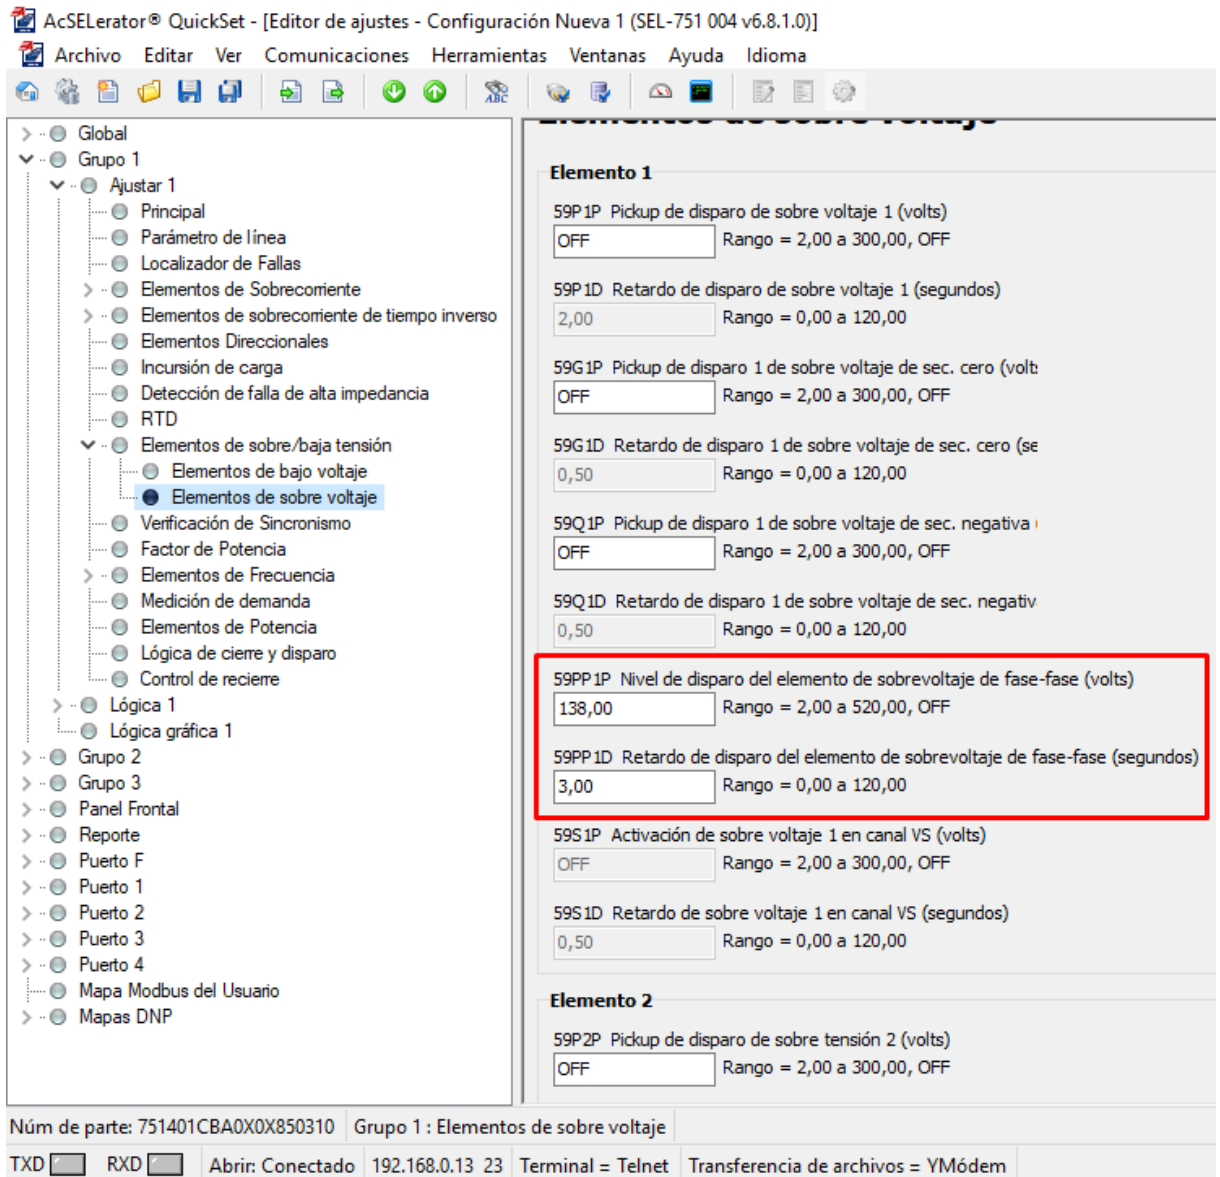 AcSELerator® QuickSet - [Editor de ajustes - Configuración Nueva 1 (SEL-751 004 v6.8.1.0)]
Archivo Editar Ver Comunicaciones Herramientas Ventanas Ayuda Idioma
Global
Grupo 1
Ajustar 1
Principal
Parámetro de línea
Localizador de Fallas
Elementos de Sobrecorriente
Elementos de sobrecorriente de tiempo inverso
Elementos Direccionales
Incursión de carga
Detección de falla de alta impedancia
RTD
Elementos de sobre/baja tensión
Elementos de bajo voltaje
Elementos de sobre voltaje
Verificación de Sincronismo
Factor de Potencia
Elementos de Frecuencia
Medición de demanda
Elementos de Potencia
Lógica de cierre y disparo
Control de recierre
Lógica 1
Lógica gráfica 1
Grupo 2
Grupo 3
Panel Frontal
Reporte
Puerto F
Puerto 1
Puerto 2
Puerto 3
Puerto 4
Mapa Modbus del Usuario
Mapas DNP
Elementos de sobre voltaje
Elemento 1
59P1P Pickup de disparo de sobre voltaje 1 (volts)
OFF Rango = 2,00 a 300,00, OFF
59P1D Retardo de disparo de sobre voltaje 1 (segundos)
2,00 Rango = 0,00 a 120,00
59G1P Pickup de disparo 1 de sobre voltaje de sec. cero (volts
OFF Rango = 2,00 a 300,00, OFF
59G1D Retardo de disparo 1 de sobre voltaje de sec. cero (se
0,50 Rango = 0,00 a 120,00
59Q1P Pickup de disparo 1 de sobre voltaje de sec. negativa (
OFF Rango = 2,00 a 300,00, OFF
59Q1D Retardo de disparo 1 de sobre voltaje de sec. negativ
0,50 Rango = 0,00 a 120,00
59PP1P Nivel de disparo del elemento de sobrevoltaje de fase-fase (volts)
138,00 Rango = 2,00 a 520,00, OFF
59PP1D Retardo de disparo del elemento de sobrevoltaje de fase-fase (segundos)
3,00 Rango = 0,00 a 120,00
59S1P Activación de sobre voltaje 1 en canal VS (volts)
OFF Rango = 2,00 a 300,00, OFF
59S1D Retardo de sobre voltaje 1 en canal VS (segundos)
0,50 Rango = 0,00 a 120,00
Elemento 2
59P2P Pickup de disparo de sobre tensión 2 (volts)
OFF Rango = 2,00 a 300,00, OFF
Núm de parte: 751401CBA0X0X850310 Grupo 1 : Elementos de sobre voltaje
TXD RXD Abrir: Conectado 192.168.0.13 23 Terminal = Telnet Transferencia de archivos = YMódem